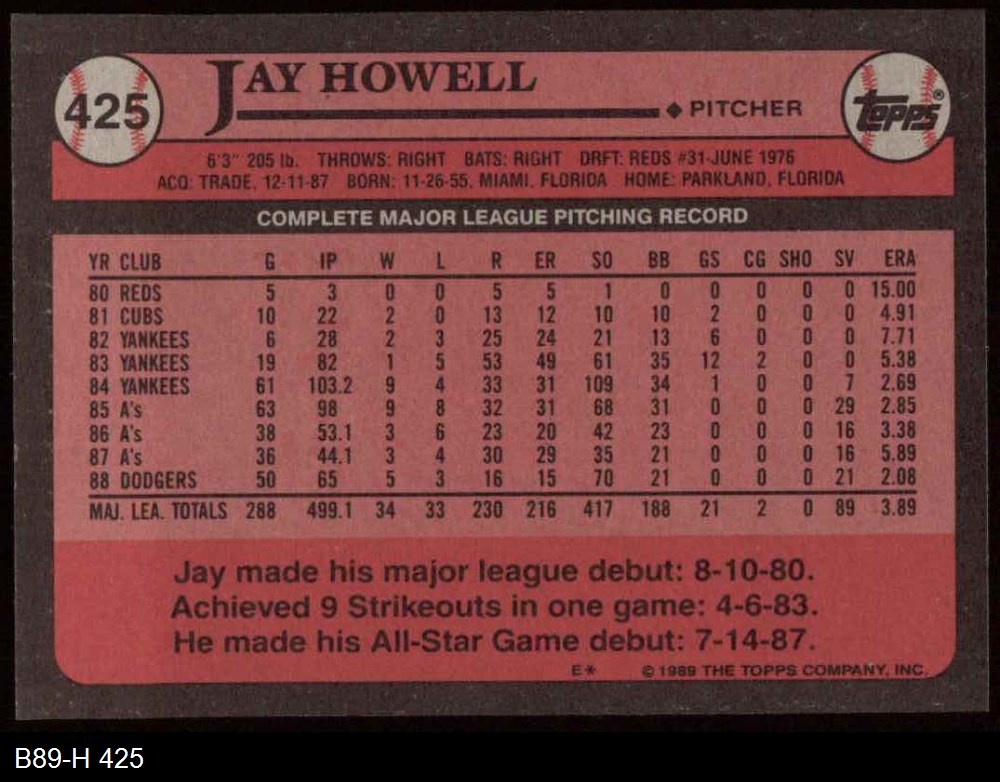 425
JAY HOWELL
◆ PITCHER
TOPPS®
6'3" 205 lb. THROWS: RIGHT BATS: RIGHT DRFT: REDS #31-JUNE 1976
ACQ: TRADE, 12-11-87 BORN: 11-26-55, MIAMI, FLORIDA HOME: PARKLAND, FLORIDA
COMPLETE MAJOR LEAGUE PITCHING RECORD
YR CLUB G IP W L R ER SO BB GS CG SHO SV ERA
80 REDS 5 3 0 0 5 5 1 0 0 0 0 0 15.00
81 CUBS 10 22 2 0 13 12 10 10 2 0 0 0 4.91
82 YANKEES 6 28 2 3 25 24 21 13 6 0 0 0 7.71
83 YANKEES 19 82 1 5 53 49 61 35 12 2 0 0 5.38
84 YANKEES 61 103.2 9 4 33 31 109 34 1 0 0 7 2.69
85 A's 63 98 9 8 32 31 68 31 0 0 0 29 2.85
86 A's 38 53.1 3 6 23 20 42 23 0 0 0 16 3.38
87 A's 36 44.1 3 4 30 29 35 21 0 0 0 16 5.89
88 DODGERS 50 65 5 3 16 15 70 21 0 0 0 21 2.08
MAJ. LEA. TOTALS 288 499.1 34 33 230 216 417 188 21 2 0 89 3.89
Jay made his major league debut: 8-10-80.
Achieved 9 Strikeouts in one game: 4-6-83.
He made his All-Star Game debut: 7-14-87.
E* © 1989 THE TOPPS COMPANY, INC.
B89-H 425